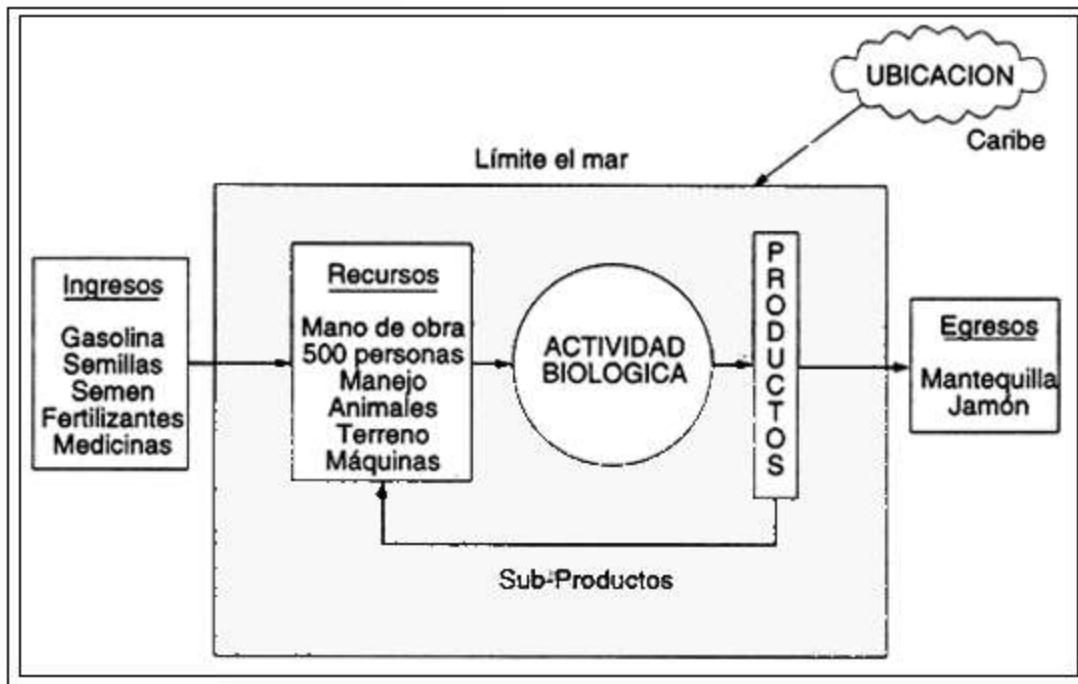 UBICACION
Caribe
Límite el mar
Ingresos
Gasolina
Semillas
Semen
Fertilizantes
Medicinas
Recursos
Mano de obra
500 personas
Manejo
Animales
Terreno
Máquinas
ACTIVIDAD
BIOLOGICA
PRODUCTOS
Egresos
Mantequilla
Jamón
Sub-Productos